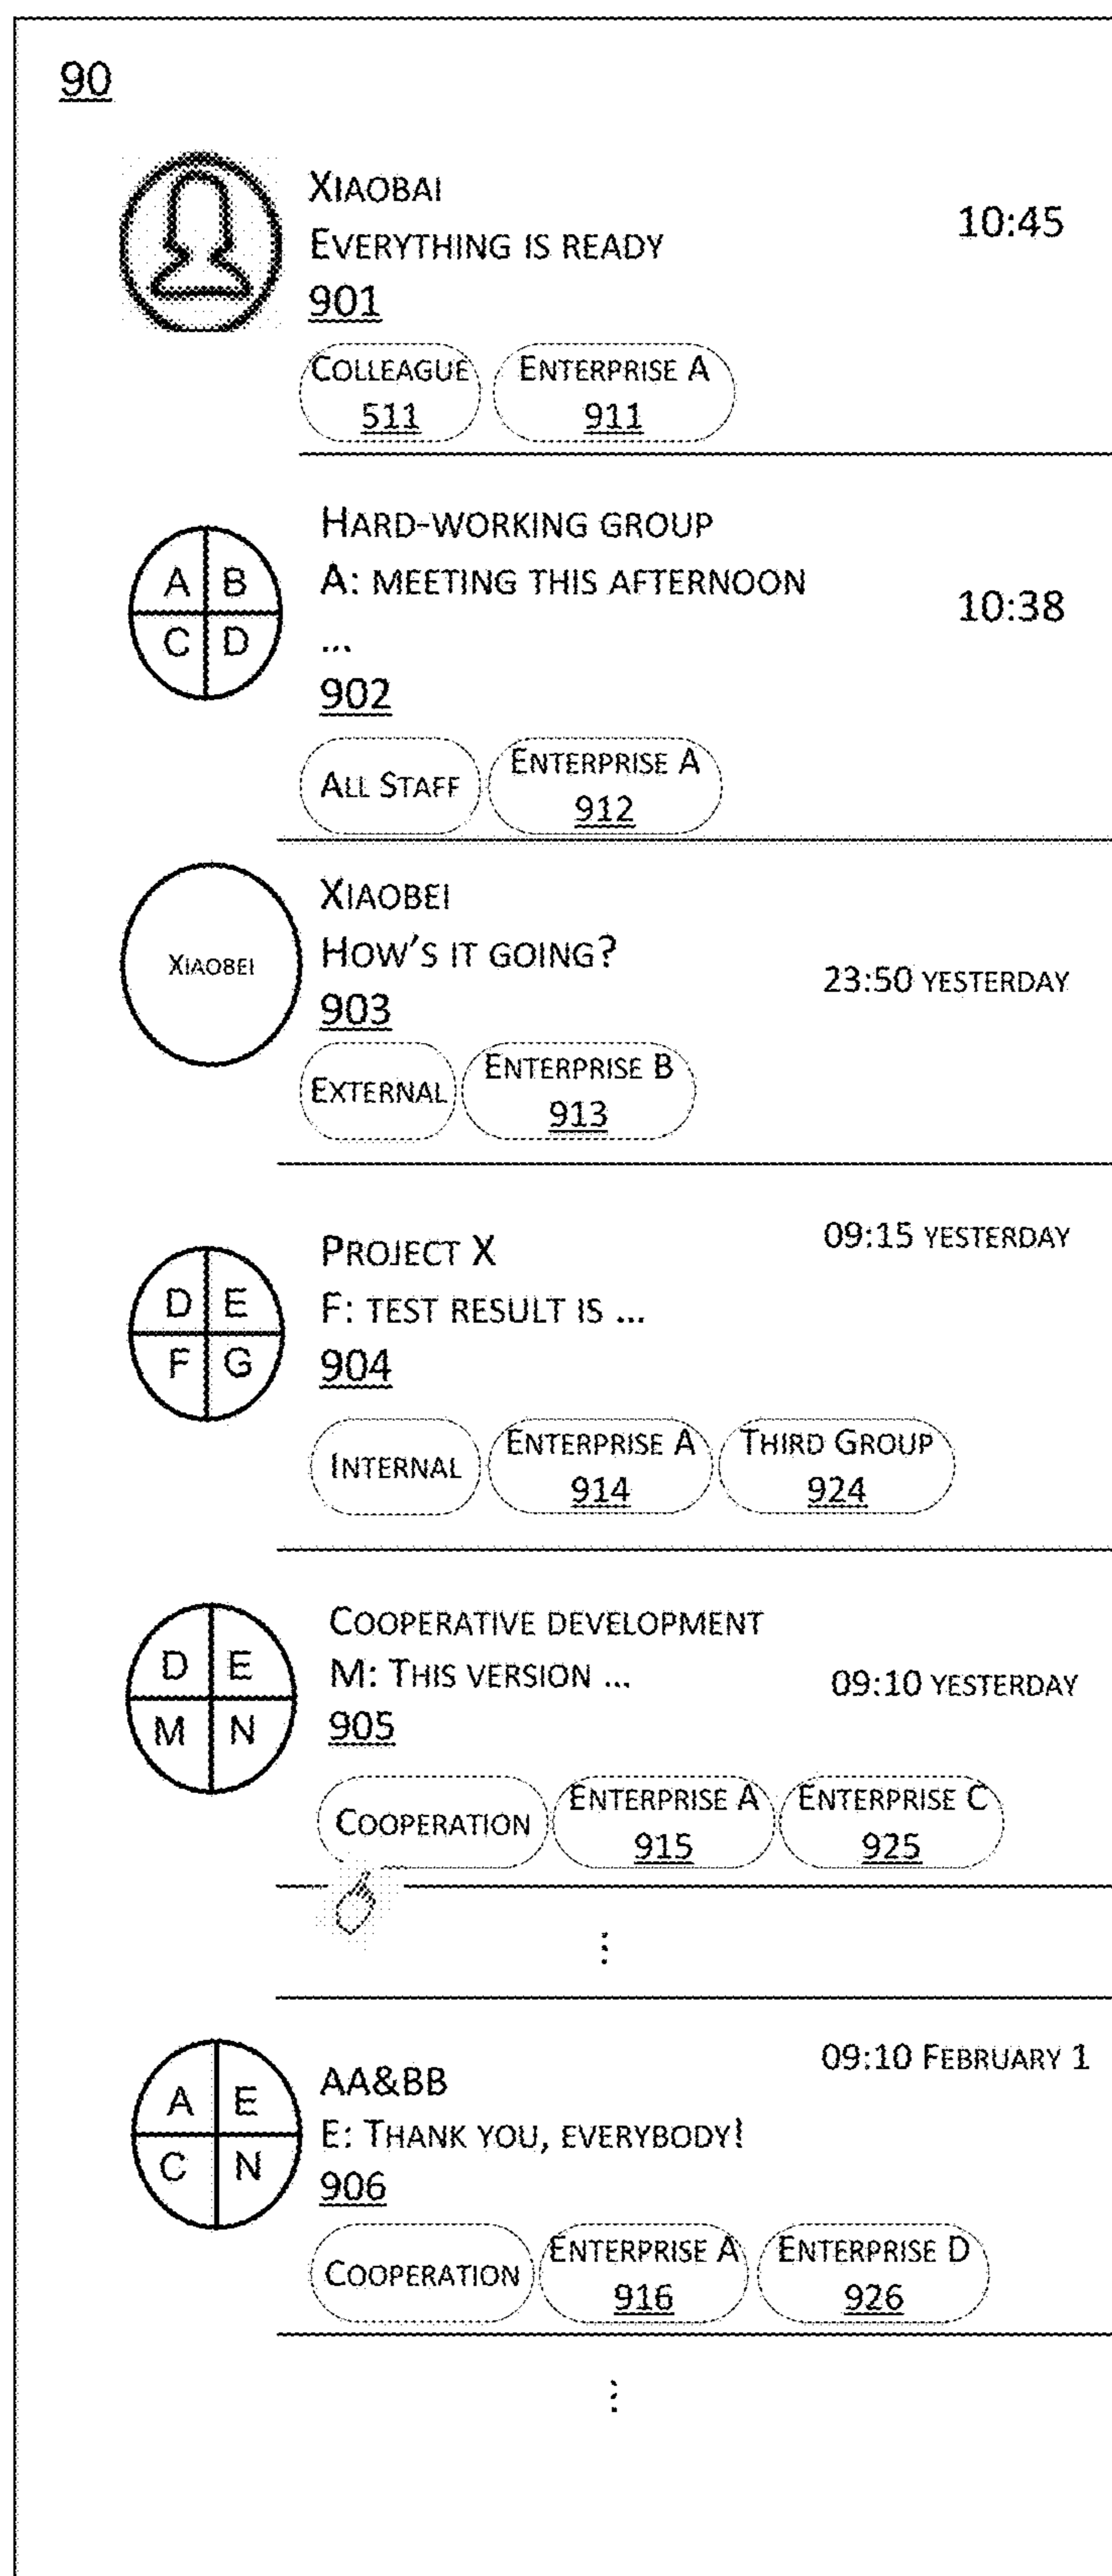 90
XIAOBAI
EVERYTHING IS READY
10:45
901
COLLEAGUE
511
ENTERPRISE A
911
HARD-WORKING GROUP
A: MEETING THIS AFTERNOON
...
10:38
902
A B
C D
ALL STAFF
ENTERPRISE A
912
XIAOBEI
XIAOBEI
HOW'S IT GOING?
23:50 YESTERDAY
903
EXTERNAL
ENTERPRISE B
913
PROJECT X
09:15 YESTERDAY
F: TEST RESULT IS ...
904
D E
F G
INTERNAL
ENTERPRISE A
914
THIRD GROUP
924
COOPERATIVE DEVELOPMENT
M: THIS VERSION ...
09:10 YESTERDAY
905
D E
M N
COOPERATION
ENTERPRISE A
915
ENTERPRISE C
925
⋮
09:10 FEBRUARY 1
AA&BB
E: THANK YOU, EVERYBODY!
906
A E
C N
COOPERATION
ENTERPRISE A
916
ENTERPRISE D
926
⋮